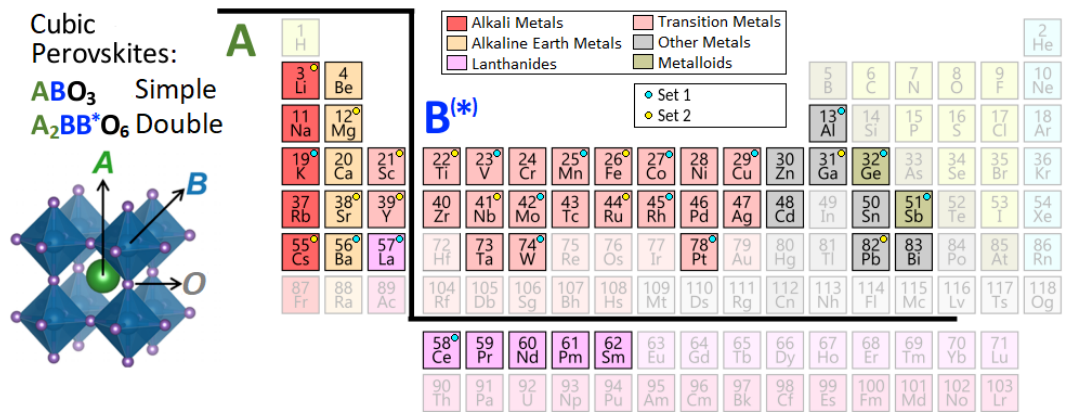 Cubic
Perovskites:
ABO3 Simple
A2BB*O6 Double
A
B
O
A
B(*)
Alkali Metals
Alkaline Earth Metals
Lanthanides
Transition Metals
Other Metals
Metalloids
Set 1
Set 2
1 2
H He
3 4 5 6 7 8 9 10
Li Be B C N O F Ne
11 12 13 14 15 16 17 18
Na Mg Al Si P S Cl Ar
19 20 21 22 23 24 25 26 27 28 29 30 31 32 33 34 35 36
K Ca Sc Ti V Cr Mn Fe Co Ni Cu Zn Ga Ge As Se Br Kr
37 38 39 40 41 42 43 44 45 46 47 48 49 50 51 52 53 54
Rb Sr Y Zr Nb Mo Tc Ru Rh Pd Ag Cd In Sn Sb Te I Xe
55 56 57 72 73 74 75 76 77 78 79 80 81 82 83 84 85 86
Cs Ba La Hf Ta W Re Os Ir Pt Au Hg Tl Pb Bi Po At Rn
87 88 89 104 105 106 107 108 109 110 111 112 113 114 115 116 117 118
Fr Ra Ac Rf Db Sg Bh Hs Mt Ds Rg Cn Nh Fl Mc Lv Ts Og
58 59 60 61 62 63 64 65 66 67 68 69 70 71
Ce Pr Nd Pm Sm Eu Gd Tb Dy Ho Er Tm Yb Lu
90 91 92 93 94 95 96 97 98 99 100 101 102 103
Th Pa U Np Pu Am Cm Bk Cf Es Fm Md No Lr